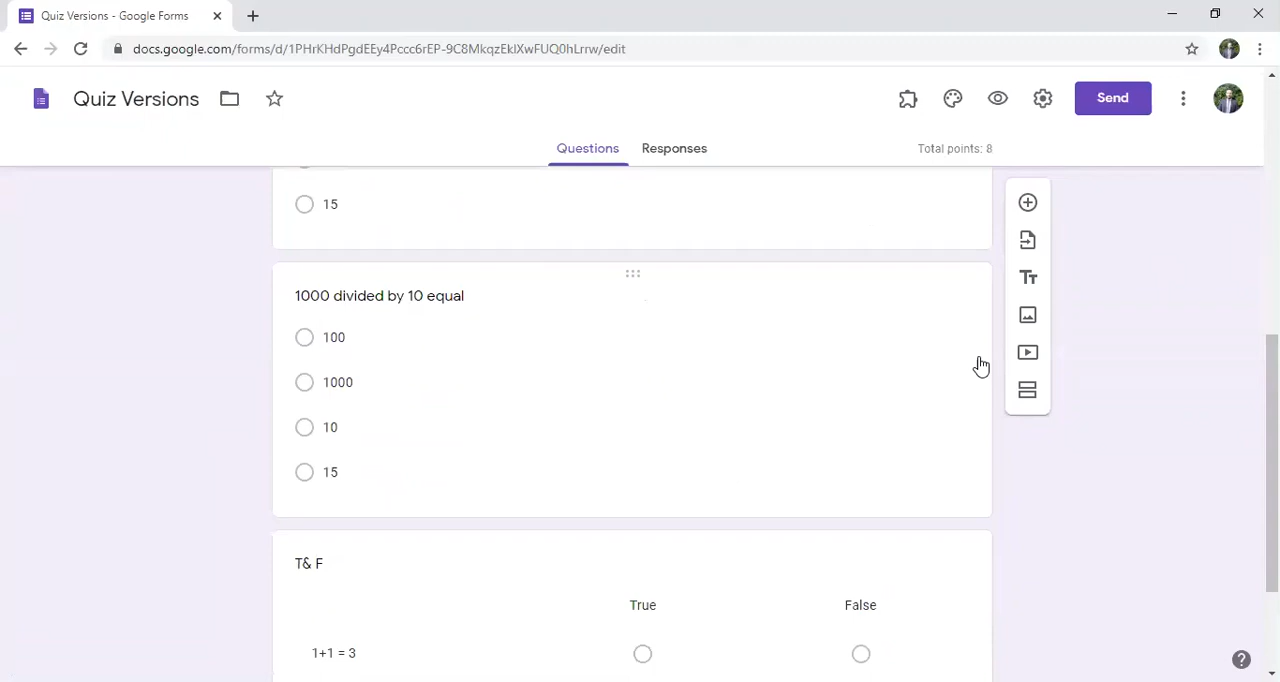 Quiz Versions - Google Forms
docs.google.com/forms/d/1PHrKHdPgdEEy4Pccc6rEP-9C8MkqzEklXwFUQ0hLrrw/edit
Quiz Versions
Send
Questions
Responses
Total points: 8
15
1000 divided by 10 equal
100
1000
10
15
T& F
True
False
1+1 = 3